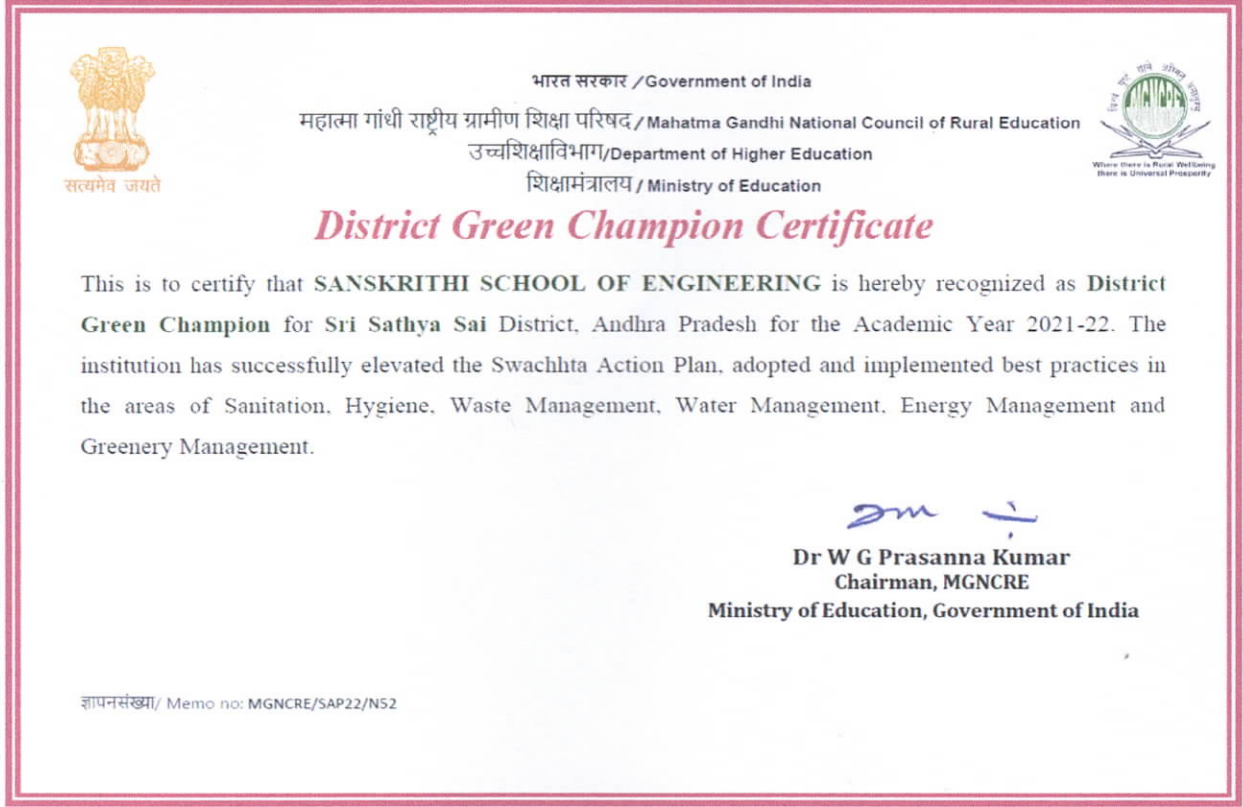 भारत सरकार /Government of India
महात्मा गांधी राष्ट्रीय ग्रामीण शिक्षा परिषद/Mahatma Gandhi National Council of Rural Education
उच्चशिक्षाविभाग/Department of Higher Education
शिक्षामंत्रालय/ Ministry of Education
सत्यमेव जयते
MGNCRE
Where there is Rural Wellbeing
there is Universal Prosperity
District Green Champion Certificate
This is to certify that SANSKRITHI SCHOOL OF ENGINEERING is hereby recognized as District
Green Champion for Sri Sathya Sai District, Andhra Pradesh for the Academic Year 2021-22. The
institution has successfully elevated the Swachhta Action Plan, adopted and implemented best practices in
the areas of Sanitation, Hygiene, Waste Management, Water Management, Energy Management and
Greenery Management.
Dr W G Prasanna Kumar
Chairman, MGNCRE
Ministry of Education, Government of India
ज्ञापनसंख्या/ Memo no: MGNCRE/SAP22/N52